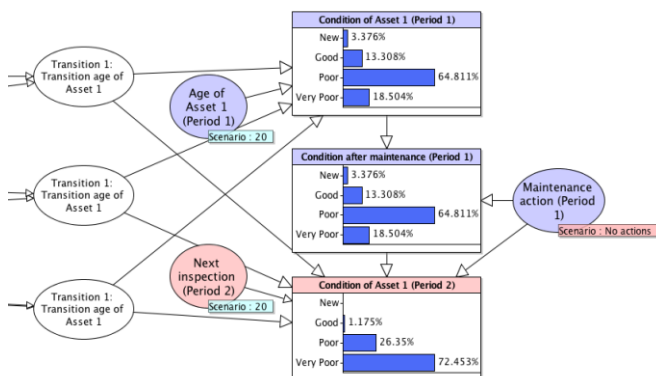 Condition of Asset 1 (Period 1)
New
3.376%
Good
13.308%
Poor
64.811%
Very Poor
18.504%
Transition 1:
Transition age of
Asset 1
Age of
Asset 1
(Period 1)
Scenario : 20
Condition after maintenance (Period 1)
New
3.376%
Good
13.308%
Poor
64.811%
Very Poor
18.504%
Transition 1:
Transition age of
Asset 1
Maintenance
action (Period
1)
Scenario : No actions
Next
inspection
(Period 2)
Scenario : 20
Condition of Asset 1 (Period 2)
New
Good
1.175%
Poor
26.35%
Very Poor
72.453%
Transition 1:
Transition age of
Asset 1